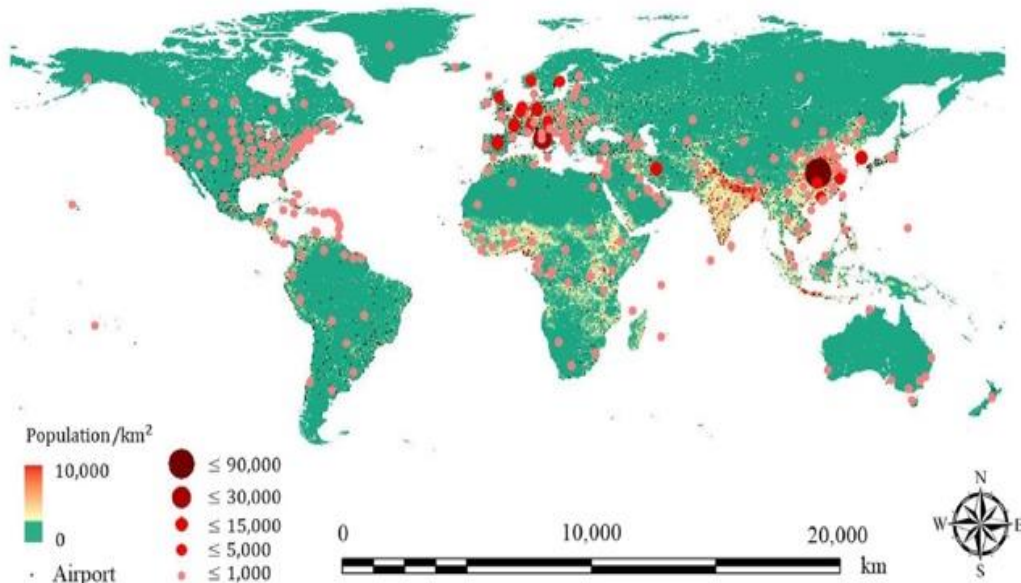 Population/km²
10,000
0
Airport
≤ 90,000
≤ 30,000
≤ 15,000
≤ 5,000
≤ 1,000
0 10,000 20,000
km
N
W E
S